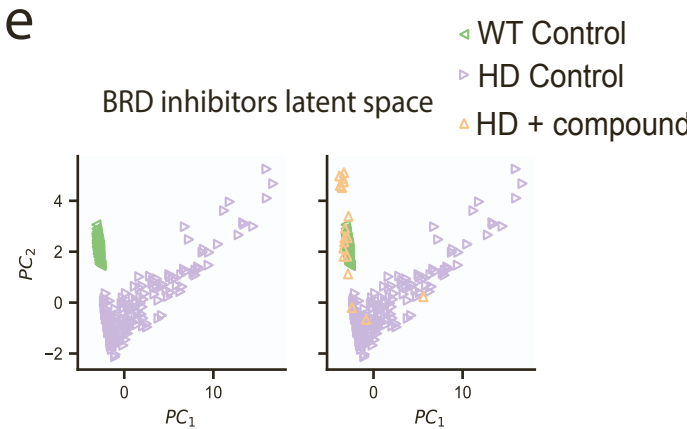 e
WT Control
HD Control
HD + compound
BRD inhibitors latent space
4
2
0
−2
PC2
0
10
0
10
PC1
PC1